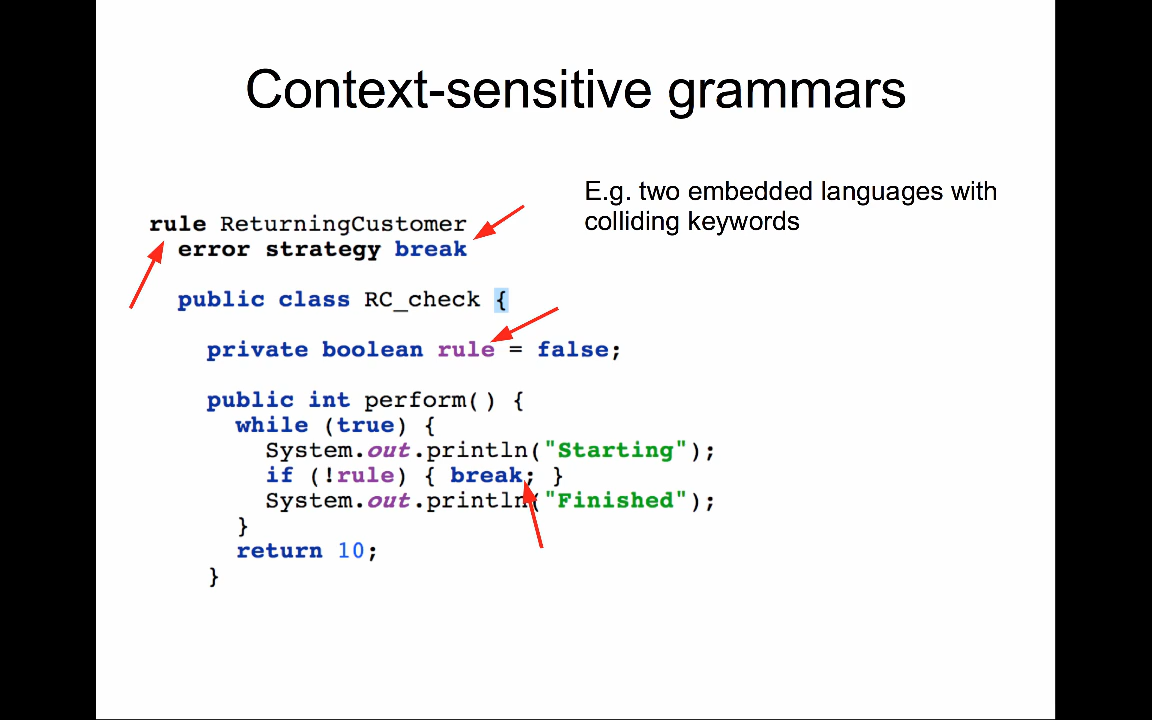 Context-sensitive grammars
E.g. two embedded languages with
colliding keywords
rule ReturningCustomer
error strategy break
public class RC_check {
private boolean rule = false;
public int perform() {
while (true) {
System.out.println("Starting");
if (!rule) { break; }
System.out.println("Finished");
}
return 10;
}